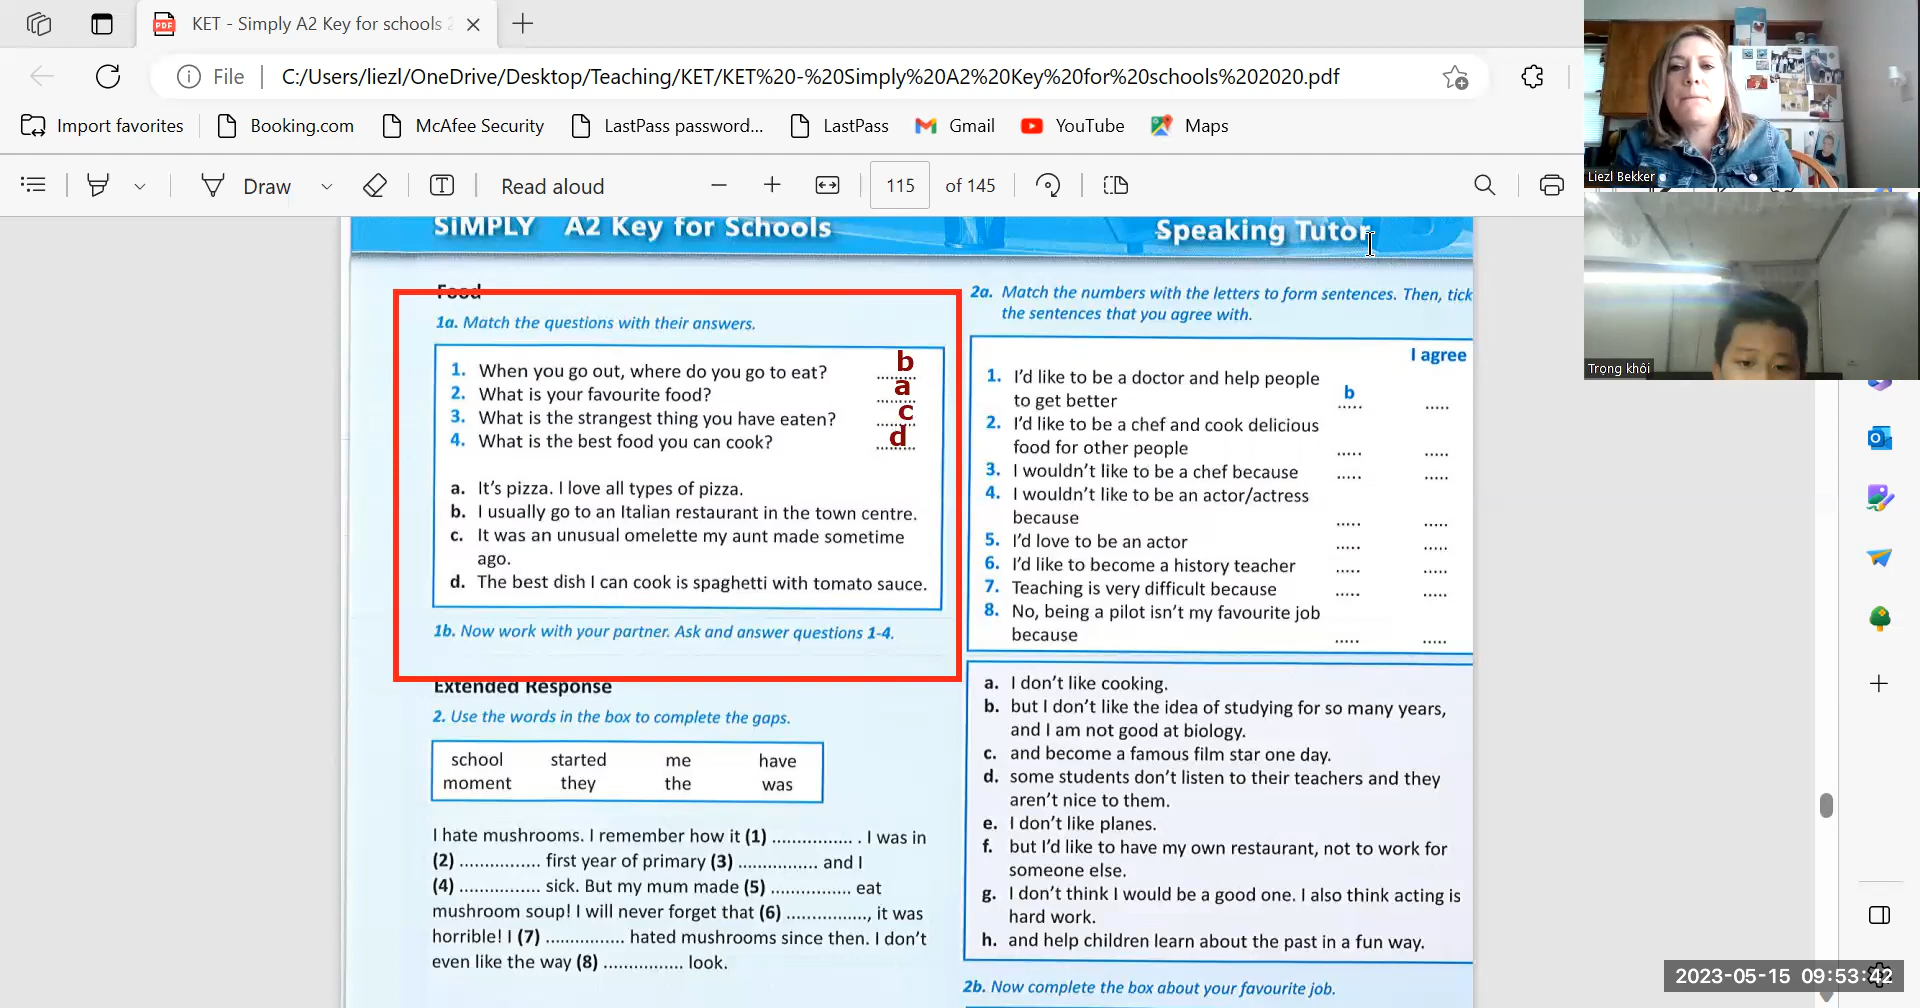 KET - Simply A2 Key for schools 2
File
C:/Users/liezl/OneDrive/Desktop/Teaching/KET/KET%20-%20Simply%20A2%20Key%20for%20schools%202020.pdf
Import favorites
Booking.com
McAfee Security
LastPass password...
LastPass
Gmail
YouTube
Maps
Draw
Read aloud
115 of 145
Liezl Bekker
Trọng khôi
SiMPLY A2 Key for Schools
Speaking Tutor
Food
1a. Match the questions with their answers.
1. When you go out, where do you go to eat? b
2. What is your favourite food? a
3. What is the strangest thing you have eaten? c
4. What is the best food you can cook? d
a. It's pizza. I love all types of pizza.
b. I usually go to an Italian restaurant in the town centre.
c. It was an unusual omelette my aunt made sometime
ago.
d. The best dish I can cook is spaghetti with tomato sauce.
1b. Now work with your partner. Ask and answer questions 1-4.
Extended Response
2. Use the words in the box to complete the gaps.
school started me have
moment they the was
I hate mushrooms. I remember how it (1) ................ . I was in
(2) ................ first year of primary (3) ................ and I
(4) ................ sick. But my mum made (5) ................ eat
mushroom soup! I will never forget that (6) ................, it was
horrible! I (7) ................ hated mushrooms since then. I don't
even like the way (8) ................ look.
2a. Match the numbers with the letters to form sentences. Then, tick
the sentences that you agree with.
I agree
1. I'd like to be a doctor and help people
to get better b ..... .....
2. I'd like to be a chef and cook delicious
food for other people ..... .....
3. I wouldn't like to be a chef because ..... .....
4. I wouldn't like to be an actor/actress
because ..... .....
5. I'd love to be an actor ..... .....
6. I'd like to become a history teacher ..... .....
7. Teaching is very difficult because ..... .....
8. No, being a pilot isn't my favourite job
because ..... .....
a. I don't like cooking.
b. but I don't like the idea of studying for so many years,
and I am not good at biology.
c. and become a famous film star one day.
d. some students don't listen to their teachers and they
aren't nice to them.
e. I don't like planes.
f. but I'd like to have my own restaurant, not to work for
someone else.
g. I don't think I would be a good one. I also think acting is
hard work.
h. and help children learn about the past in a fun way.
2b. Now complete the box about your favourite job.
2023-05-15 09:53:42